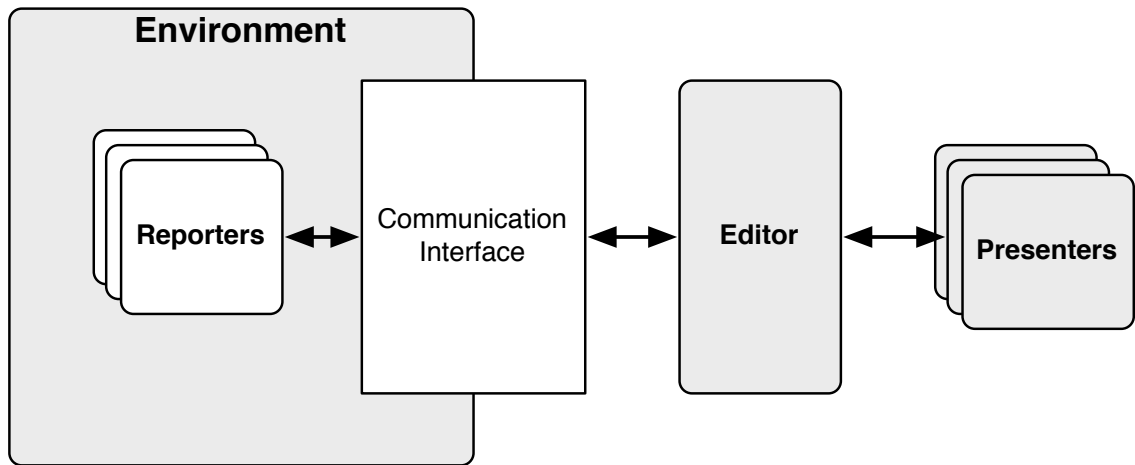 Environment
Reporters
Communication
Interface
Editor
Presenters